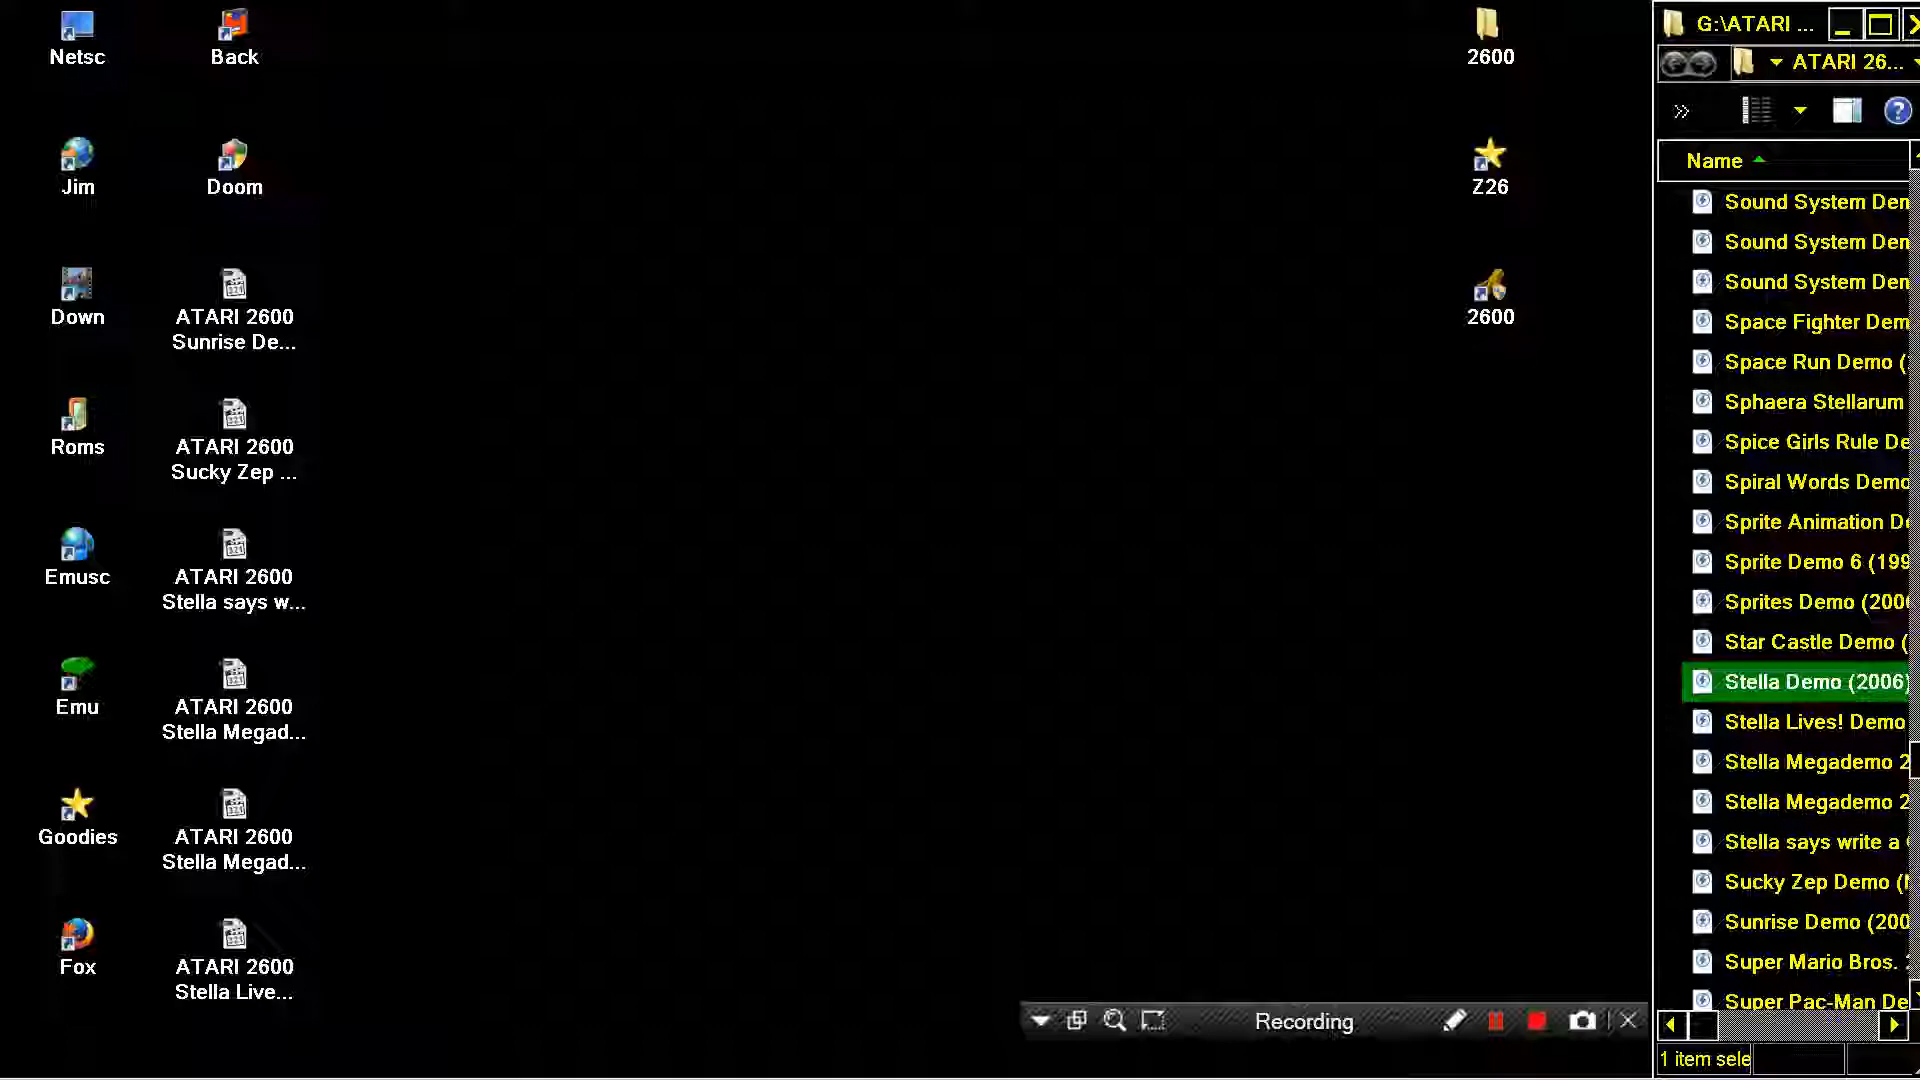 Netsc
Back
Jim
Doom
Down
ATARI 2600
Sunrise De...
Roms
ATARI 2600
Sucky Zep ...
Emusc
ATARI 2600
Stella says w...
Emu
ATARI 2600
Stella Megad...
Goodies
ATARI 2600
Stella Megad...
Fox
ATARI 2600
Stella Live...
2600
Z26
2600
Recording
G:\ATARI ...
ATARI 26...
Name
Sound System Dem
Sound System Dem
Sound System Dem
Space Fighter Dem
Space Run Demo (
Sphaera Stellarum
Spice Girls Rule De
Spiral Words Demo
Sprite Animation De
Sprite Demo 6 (199
Sprites Demo (200
Star Castle Demo (
Stella Demo (2006)
Stella Lives! Demo
Stella Megademo 2
Stella Megademo 2
Stella says write a
Sucky Zep Demo (
Sunrise Demo (200
Super Mario Bros.
Super Pac-Man De
1 item sele